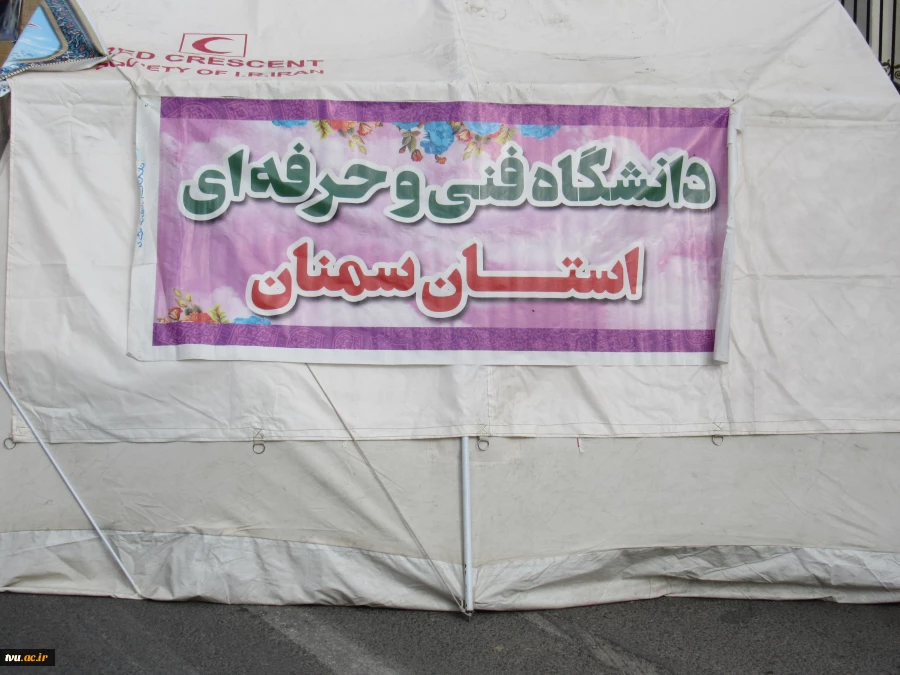 RED CRESCENT
SOCIETY OF I.R.IRAN
دانشگاه فنی و حرفه‌ای
استان سمنان
tvu.ac.ir